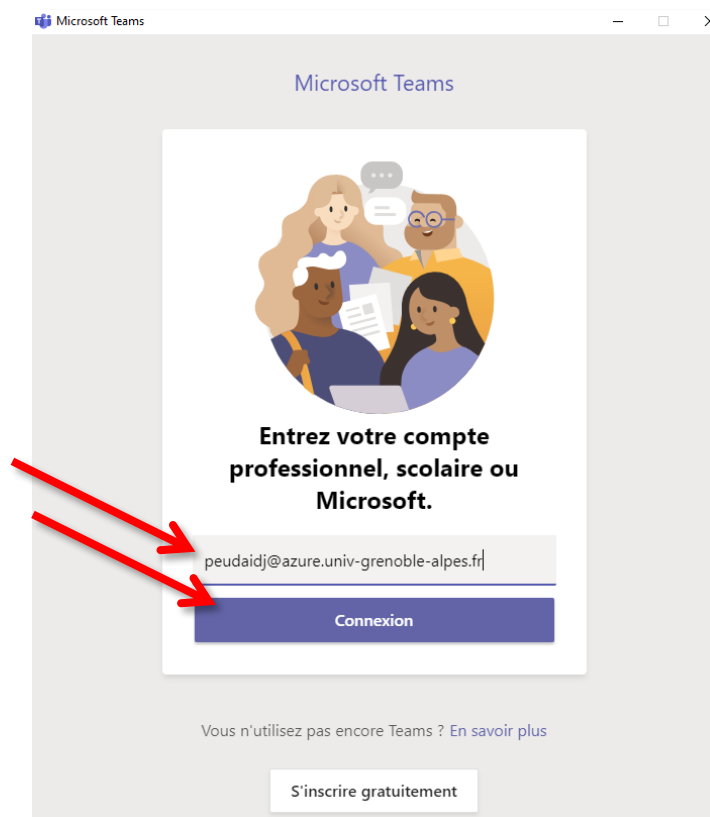 Microsoft Teams
Microsoft Teams
Entrez votre compte
professionnel, scolaire ou
Microsoft.
peudaidj@azure.univ-grenoble-alpes.fr
Connexion
Vous n'utilisez pas encore Teams ? En savoir plus
S'inscrire gratuitement